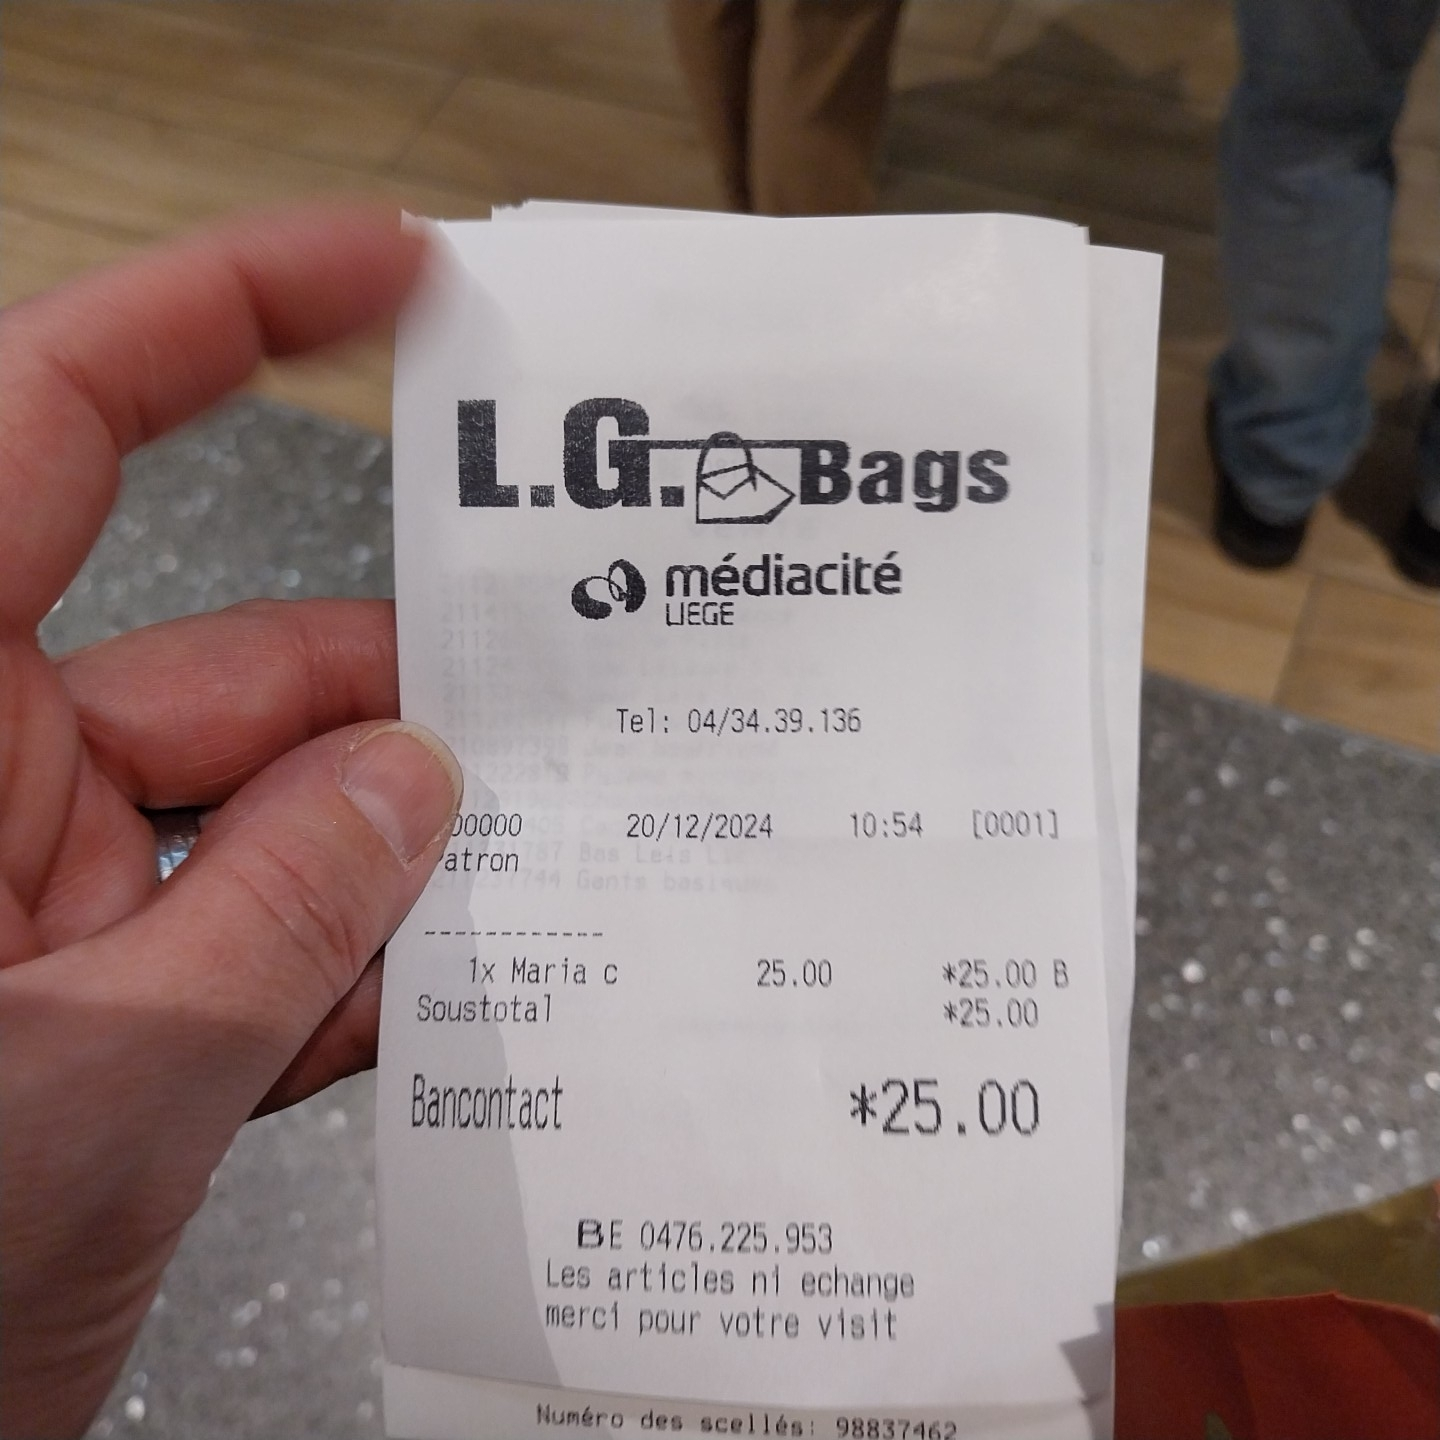 L.G. Bags
médiacité
LIEGE
Tel: 04/34.39.136
00000 20/12/2024 10:54 [0001]
Patron
------------
1x Maria c 25.00 *25.00 B
Soustotal *25.00
Bancontact *25.00
BE 0476.225.953
Les articles ni echange
merci pour votre visit
Numéro des scellés: 98837462